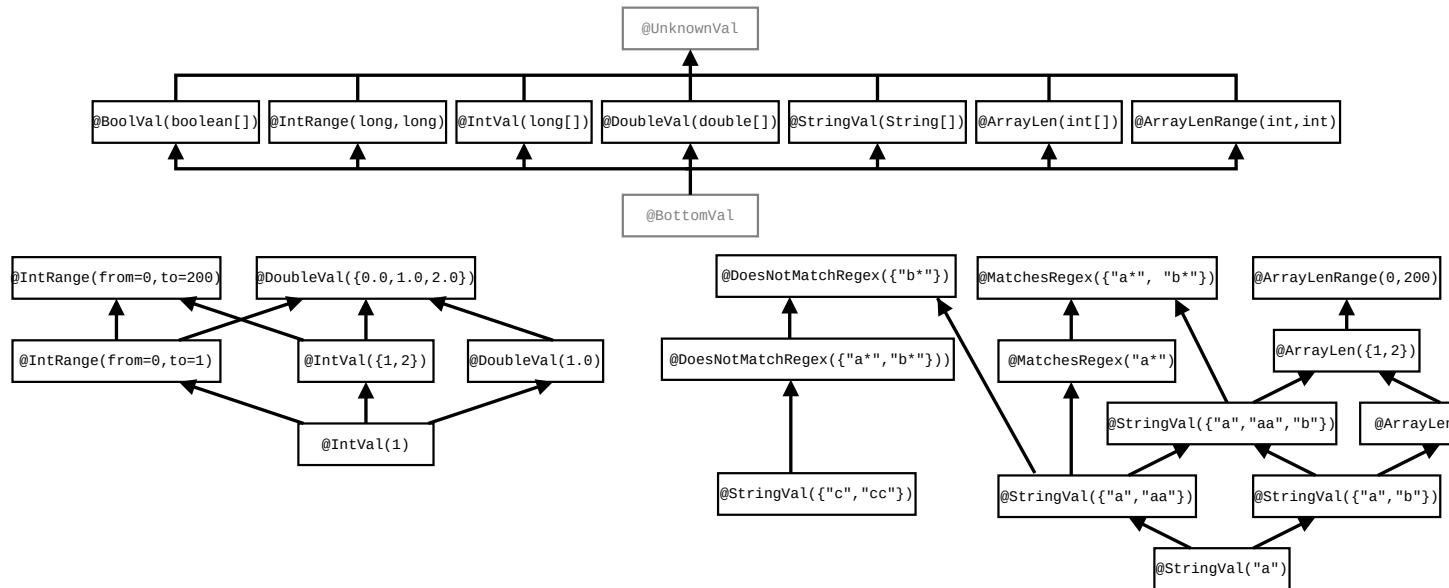 @UnknownVal
@BoolVal(boolean[])
@IntRange(long,long)
@IntVal(long[])
@DoubleVal(double[])
@StringVal(String[])
@ArrayLen(int[])
@ArrayLenRange(int,int)
@BottomVal
@IntRange(from=0,to=200)
@DoubleVal({0.0,1.0,2.0})
@DoesNotMatchRegex({"b*"})
@MatchesRegex({"a*", "b*"})
@ArrayLenRange(0,200)
@IntRange(from=0,to=1)
@IntVal({1,2})
@DoubleVal(1.0)
@DoesNotMatchRegex({"a*","b*"}))
@MatchesRegex("a*")
@ArrayLen({1,2})
@StringVal({"a","aa","b"})
@ArrayLen
@IntVal(1)
@StringVal({"c","cc"})
@StringVal({"a","aa"})
@StringVal({"a","b"})
@StringVal("a")